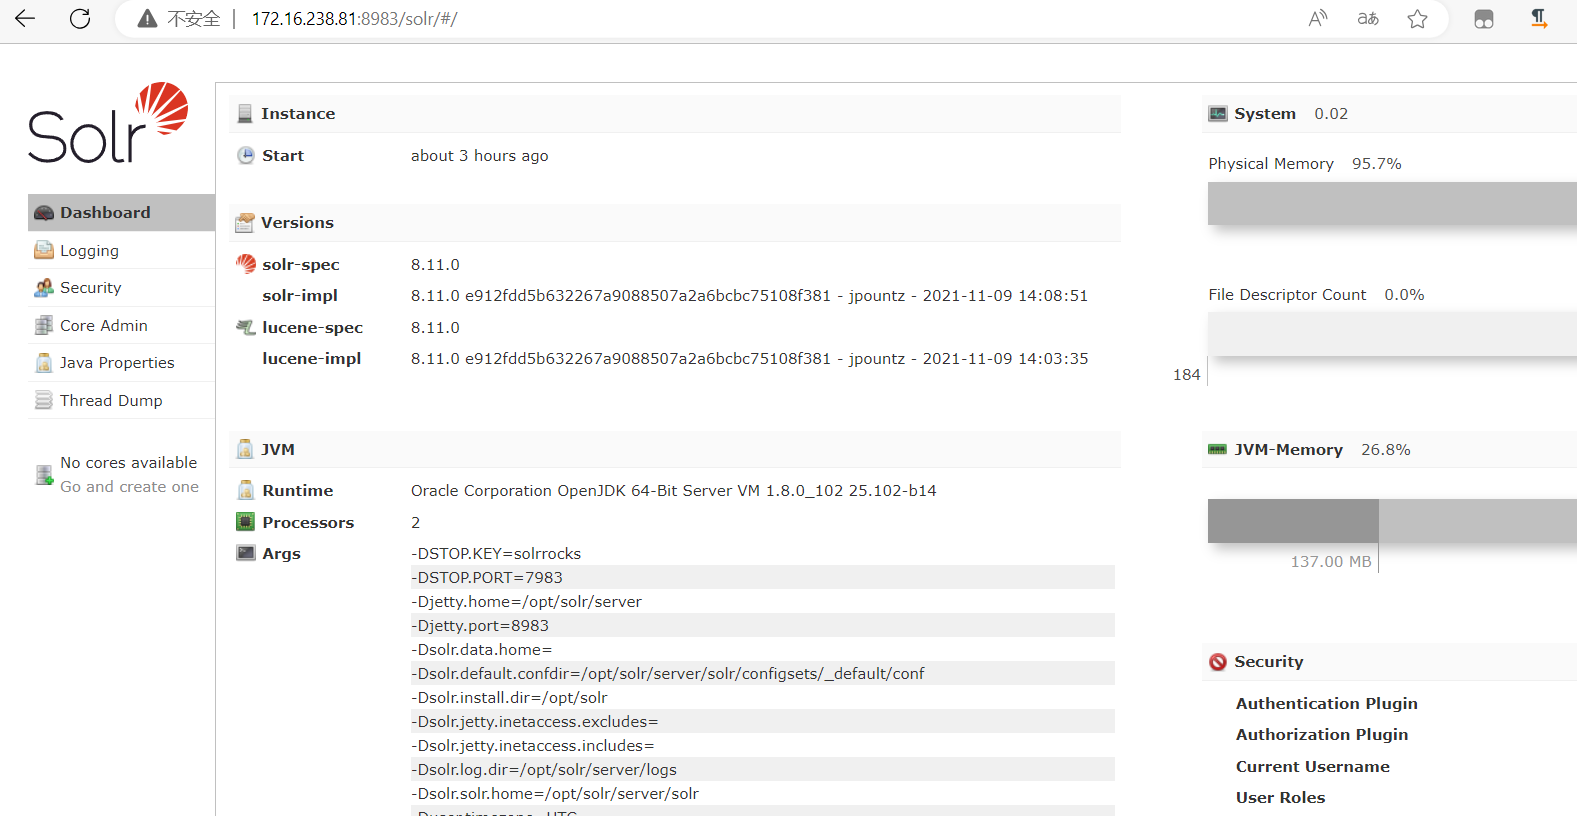 不安全 | 172.16.238.81:8983/solr/#/
Solr
Dashboard
Logging
Security
Core Admin
Java Properties
Thread Dump
No cores available
Go and create one
Instance
Start about 3 hours ago
Versions
solr-spec 8.11.0
solr-impl 8.11.0 e912fdd5b632267a9088507a2a6bcbc75108f381 - jpountz - 2021-11-09 14:08:51
lucene-spec 8.11.0
lucene-impl 8.11.0 e912fdd5b632267a9088507a2a6bcbc75108f381 - jpountz - 2021-11-09 14:03:35
JVM
Runtime Oracle Corporation OpenJDK 64-Bit Server VM 1.8.0_102 25.102-b14
Processors 2
Args -DSTOP.KEY=solrrocks
-DSTOP.PORT=7983
-Djetty.home=/opt/solr/server
-Djetty.port=8983
-Dsolr.data.home=
-Dsolr.default.confdir=/opt/solr/server/solr/configsets/_default/conf
-Dsolr.install.dir=/opt/solr
-Dsolr.jetty.inetaccess.excludes=
-Dsolr.jetty.inetaccess.includes=
-Dsolr.log.dir=/opt/solr/server/logs
-Dsolr.solr.home=/opt/solr/server/solr
System 0.02
Physical Memory 95.7%
File Descriptor Count 0.0%
184
JVM-Memory 26.8%
137.00 MB
Security
Authentication Plugin
Authorization Plugin
Current Username
User Roles